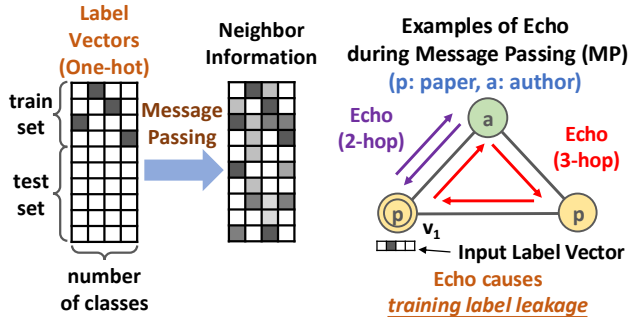 Label
Vectors
(One-hot)
Neighbor
Information
train
set
test
set
Message
Passing
number
of classes
Examples of Echo
during Message Passing (MP)
(p: paper, a: author)
Echo
(2-hop)
a
Echo
(3-hop)
p
p
v1
Input Label Vector
Echo causes
training label leakage